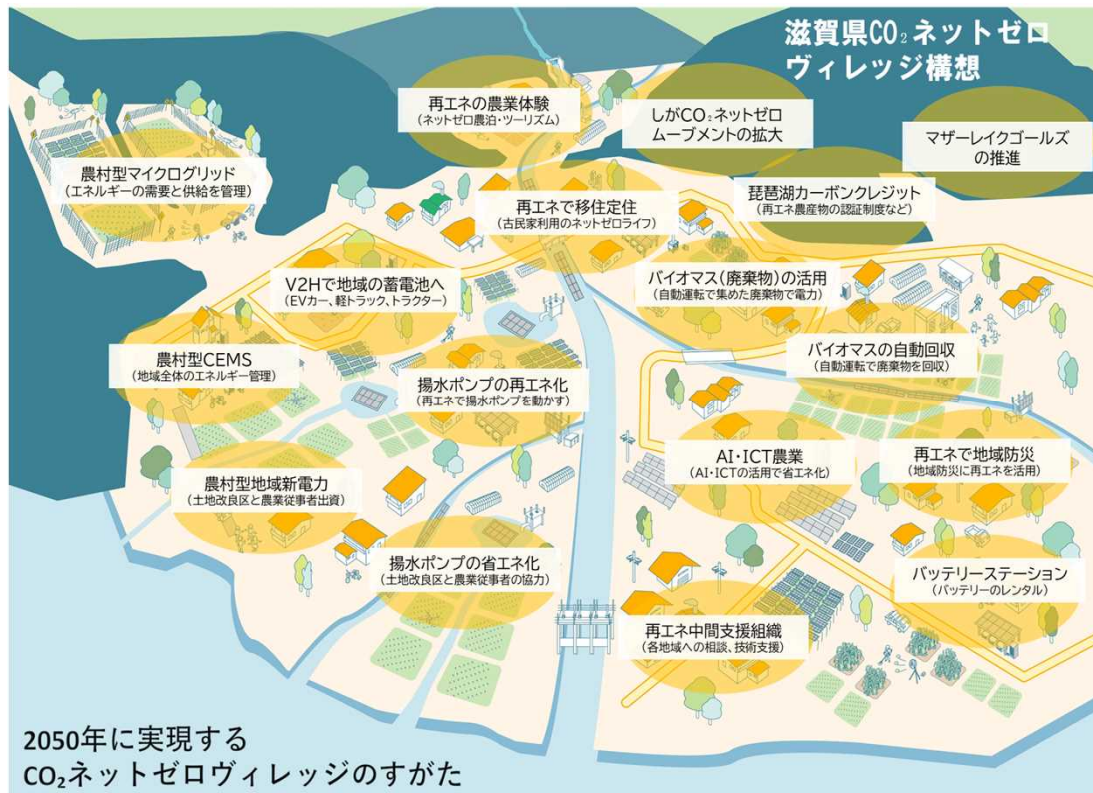 滋賀県CO₂ネットゼロ
ヴィレッジ構想
再エネの農業体験
(ネットゼロ農泊・ツーリズム)
しがCO₂ネットゼロ
ムーブメントの拡大
マザーレイクゴールズ
の推進
農村型マイクログリッド
(エネルギーの需要と供給を管理)
再エネで移住定住
(古民家利用のネットゼロライフ)
琵琶湖カーボンクレジット
(再エネ農産物の認証制度など)
V2Hで地域の蓄電池へ
(EVカー、軽トラック、トラクター)
バイオマス(廃棄物)の活用
(自動運転で集めた廃棄物で電力)
農村型CEMS
(地域全体のエネルギー管理)
揚水ポンプの再エネ化
(再エネで揚水ポンプを動かす)
バイオマスの自動回収
(自動運転で廃棄物を回収)
農村型地域新電力
(土地改良区と農業従事者出資)
AI・ICT農業
(AI・ICTの活用で省エネ化)
再エネで地域防災
(地域防災に再エネを活用)
揚水ポンプの省エネ化
(土地改良区と農業従事者の協力)
バッテリーステーション
(バッテリーのレンタル)
再エネ中間支援組織
(各地域への相談、技術支援)
2050年に実現する
CO₂ネットゼロヴィレッジのすがた